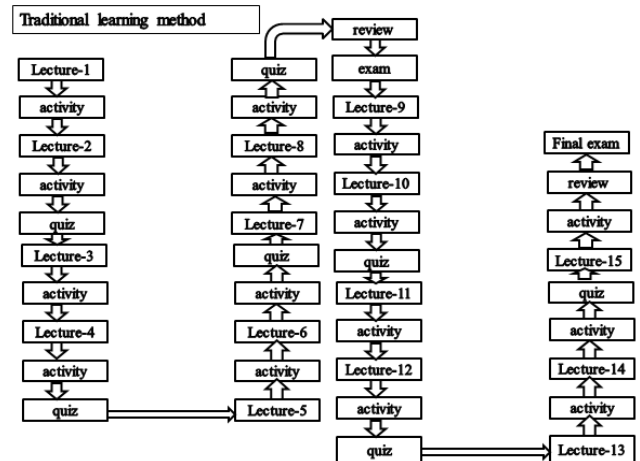 Traditional learning method
Lecture-1
activity
Lecture-2
activity
quiz
Lecture-3
activity
Lecture-4
activity
quiz
Lecture-5
activity
Lecture-6
activity
quiz
Lecture-7
activity
Lecture-8
activity
quiz
review
exam
Lecture-9
activity
Lecture-10
activity
quiz
Lecture-11
activity
Lecture-12
activity
quiz
Lecture-13
activity
Lecture-14
activity
quiz
Lecture-15
activity
review
Final exam